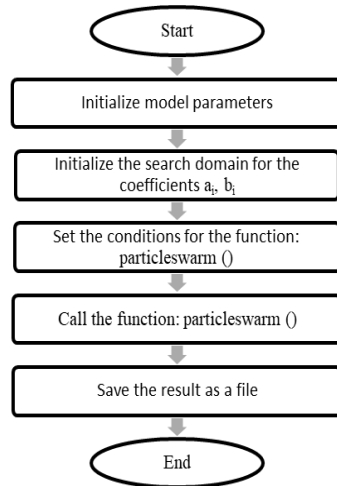 Start
Initialize model parameters
Initialize the search domain for the
coefficients aᵢ, bᵢ
Set the conditions for the function:
particleswarm ()
Call the function: particleswarm ()
Save the result as a file
End